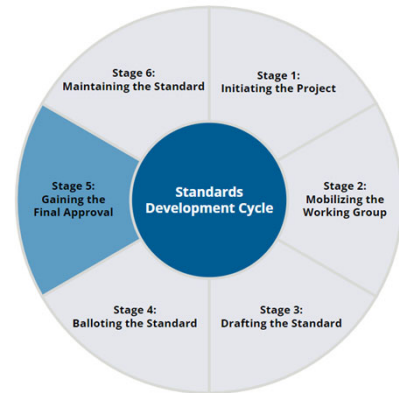 Stage 6:
Maintaining the Standard
Stage 1:
Initiating the Project
Stage 5:
Gaining the
Final Approval
Standards
Development Cycle
Stage 2:
Mobilizing the
Working Group
Stage 4:
Balloting the Standard
Stage 3:
Drafting the Standard